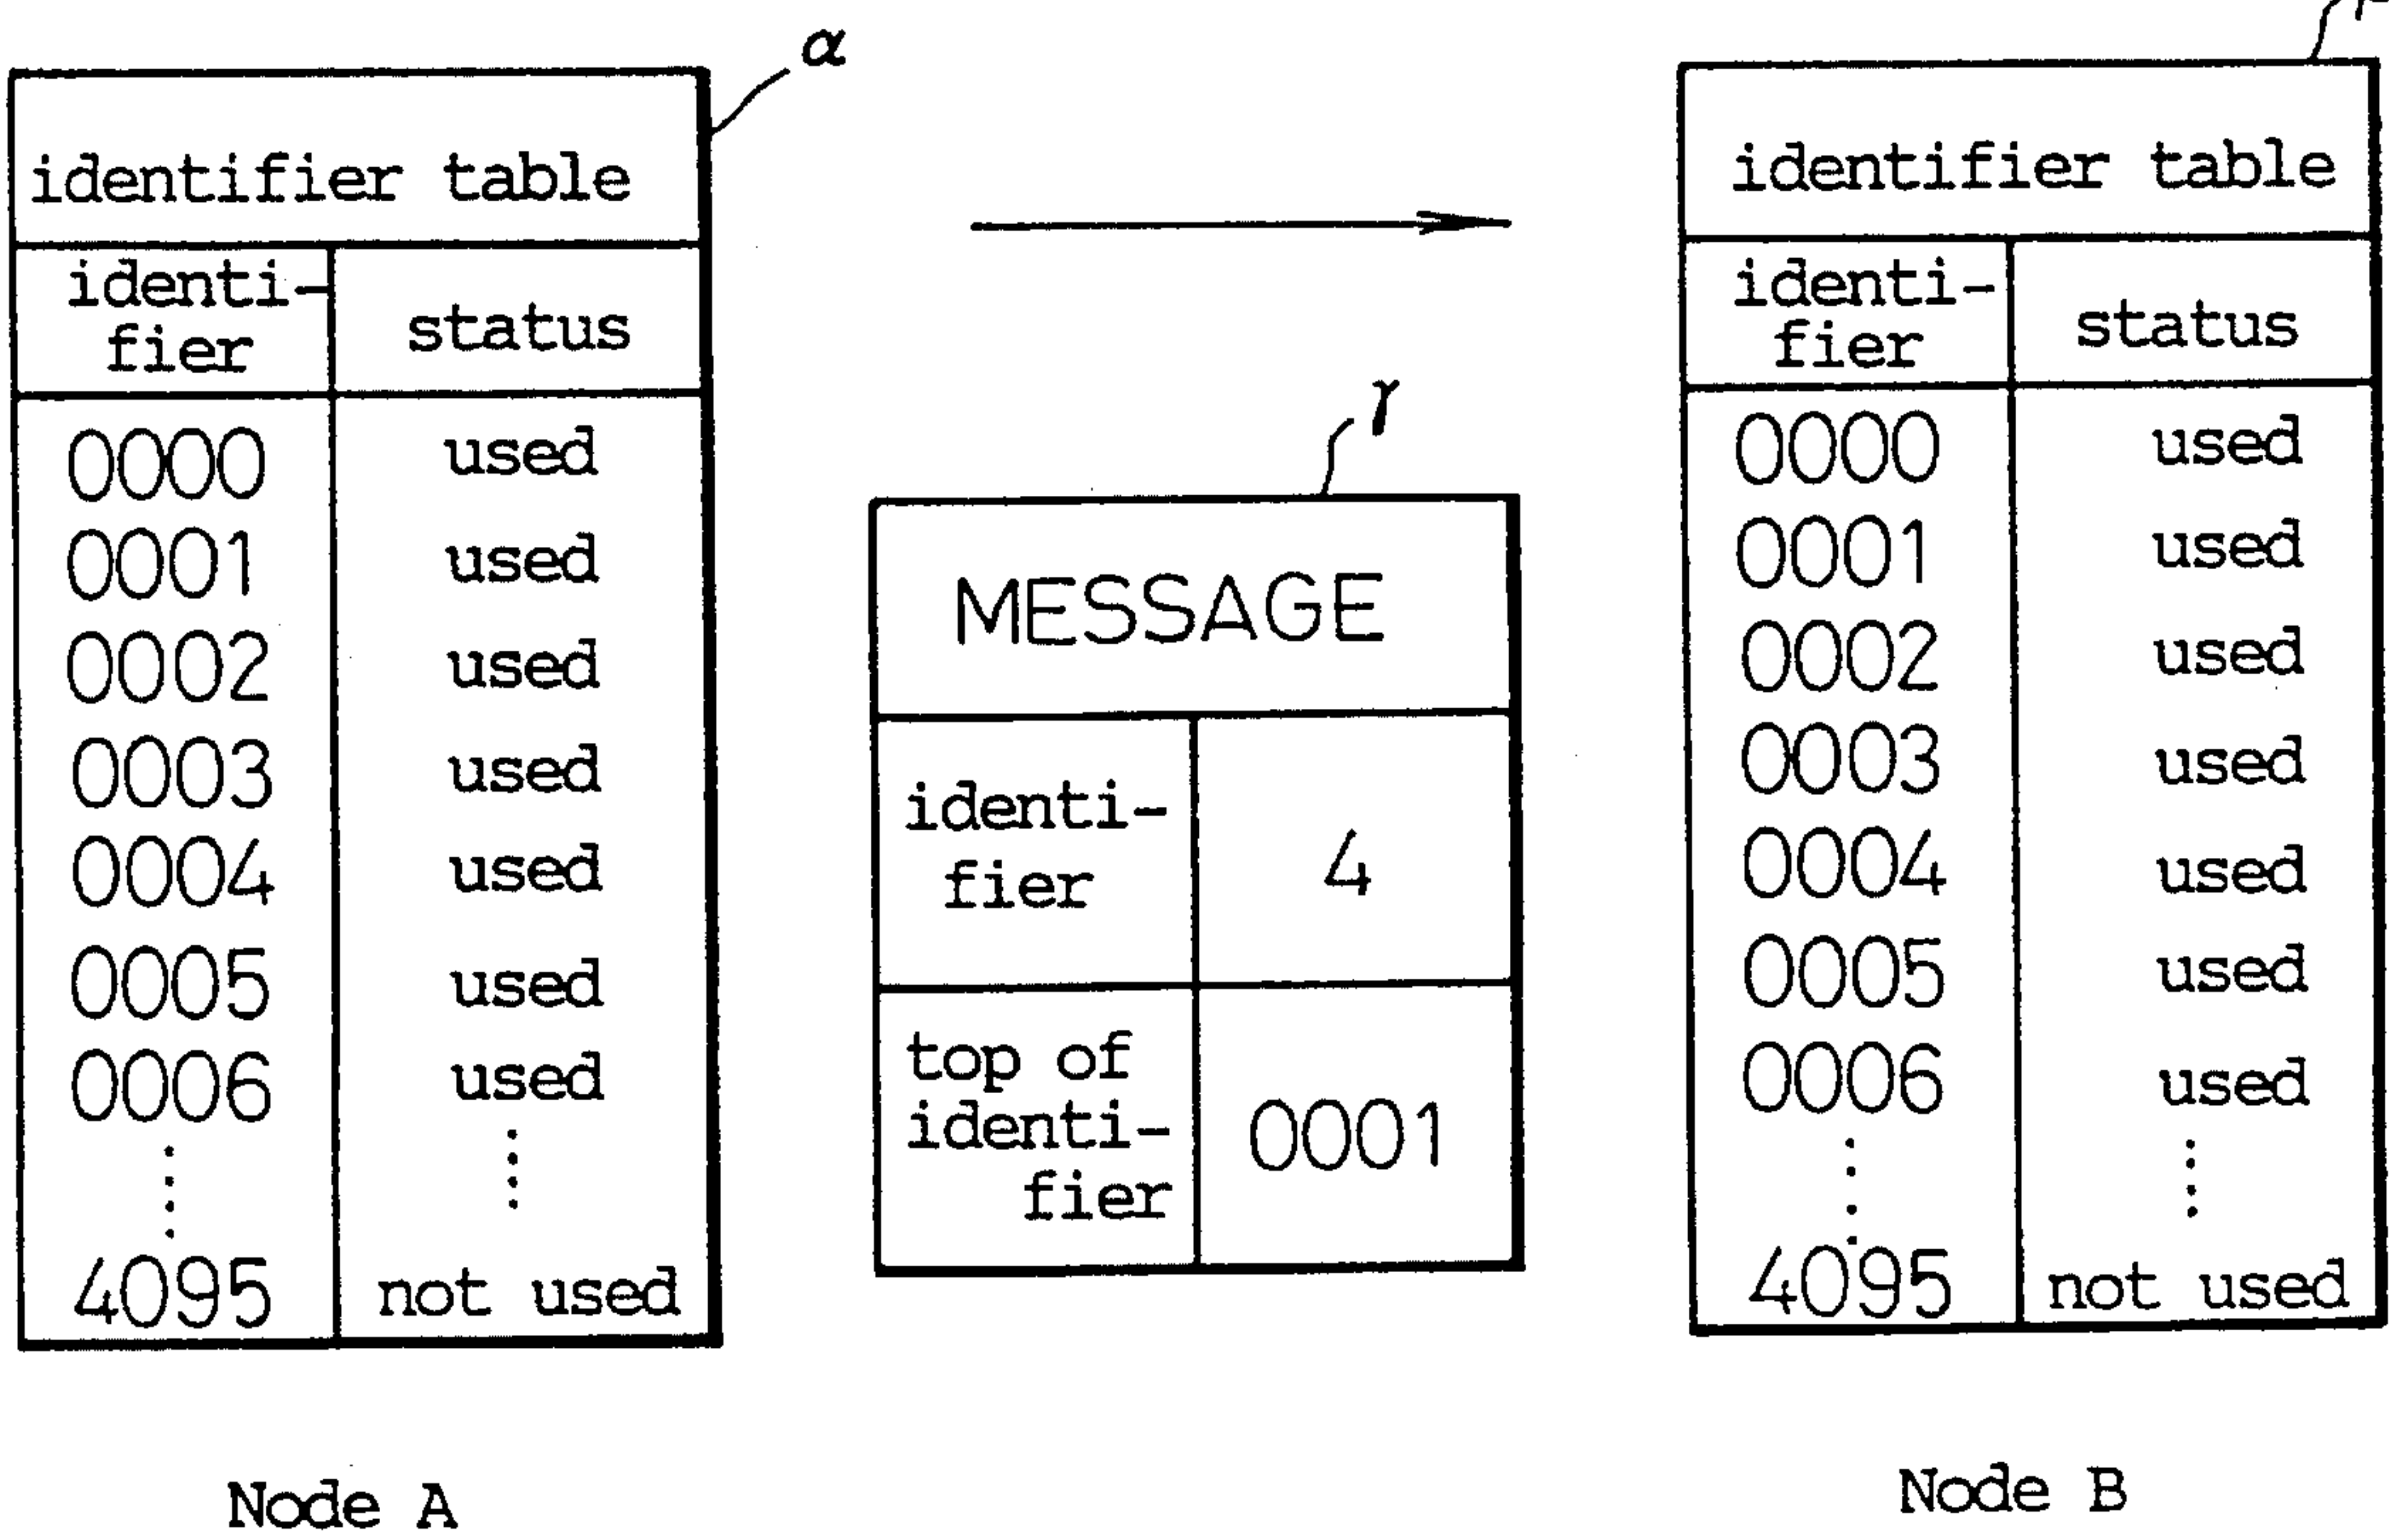 α
identifier table
identi-
fier
status
0000 used
0001 used
0002 used
0003 used
0004 used
0005 used
0006 used
4095 not used
Node A
γ
MESSAGE
identi-
fier
4
top of
identi-
fier
0001
identifier table
identi-
fier
status
0000 used
0001 used
0002 used
0003 used
0004 used
0005 used
0006 used
4095 not used
Node B